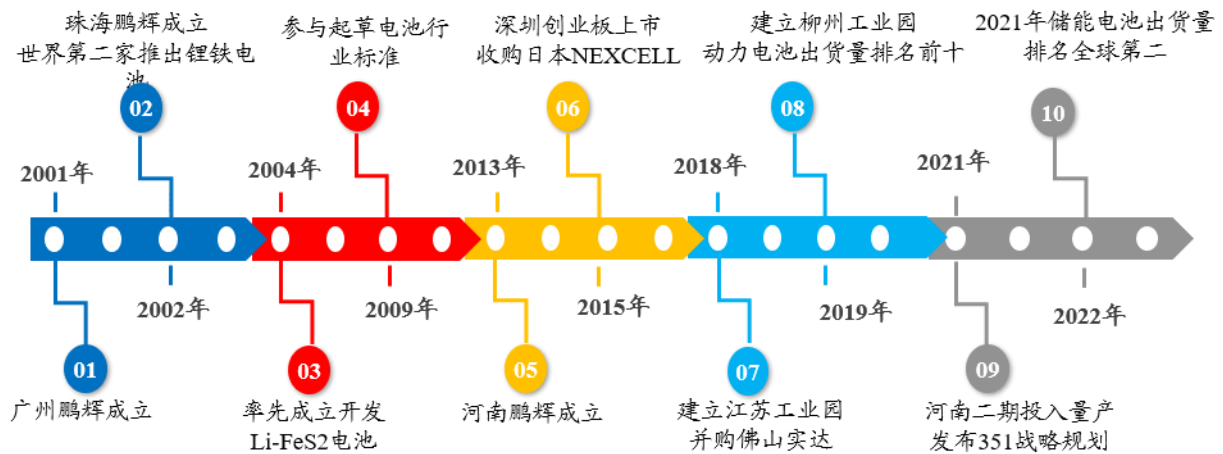 珠海鹏辉成立
世界第二家推出锂铁电
池
02
2001年
2002年
01
广州鹏辉成立
参与起草电池行
业标准
04
2004年
2009年
03
率先成立开发
Li-FeS2电池
深圳创业板上市
收购日本NEXCELL
06
2013年
2015年
05
河南鹏辉成立
建立柳州工业园
动力电池出货量排名前十
08
2018年
2019年
07
建立江苏工业园
并购佛山实达
2021年储能电池出货量
排名全球第二
10
2021年
2022年
09
河南二期投入量产
发布351战略规划